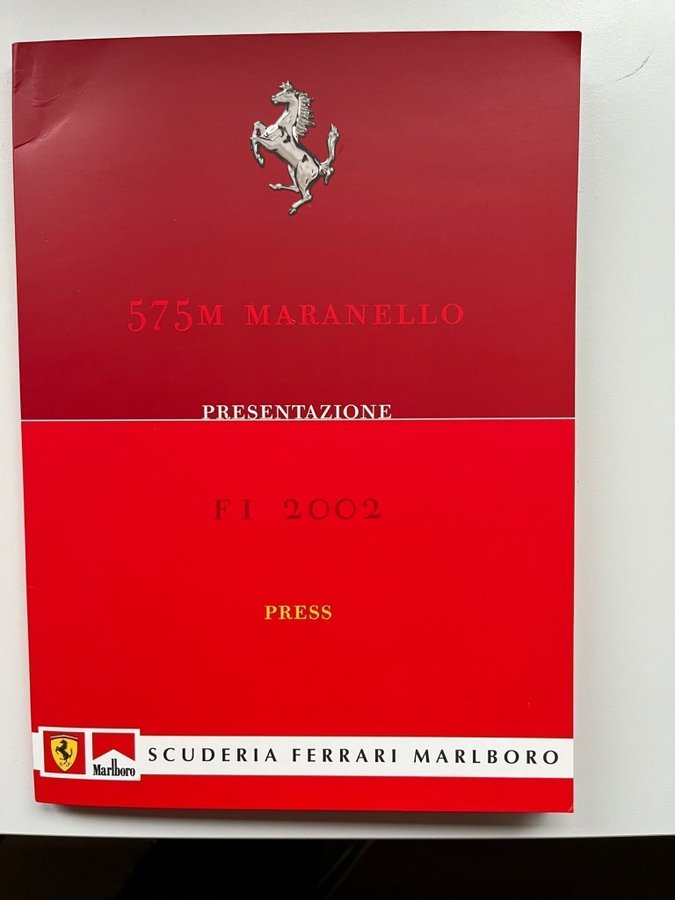 575M MARANELLO
PRESENTAZIONE
F1 2002
PRESS
Marlboro
SCUDERIA FERRARI MARLBORO